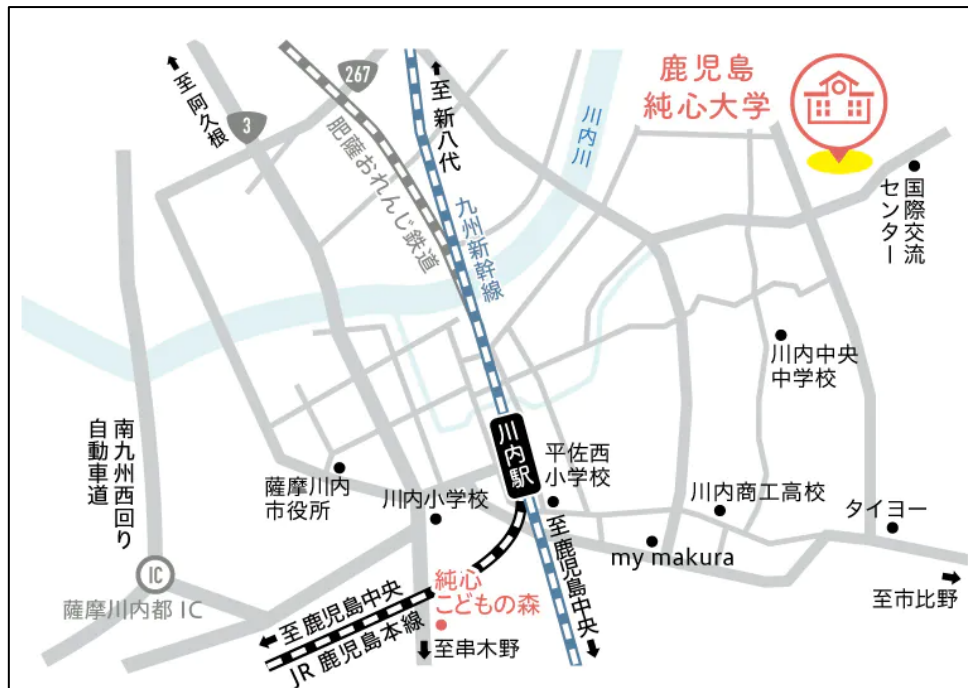 267
鹿児島
純心大学
至 阿久根
3
至 新八代
川内川
肥薩おれんじ鉄道
九州新幹線
国際交流
センター
川内中央
中学校
南九州西回り
自動車道
川内駅
平佐西
小学校
薩摩川内
市役所
川内小学校
川内商工高校
タイヨー
my makura
IC
薩摩川内都 IC
至 鹿児島中央
純心
こどもの森
至 鹿児島中央
JR 鹿児島本線
至串木野
至市比野